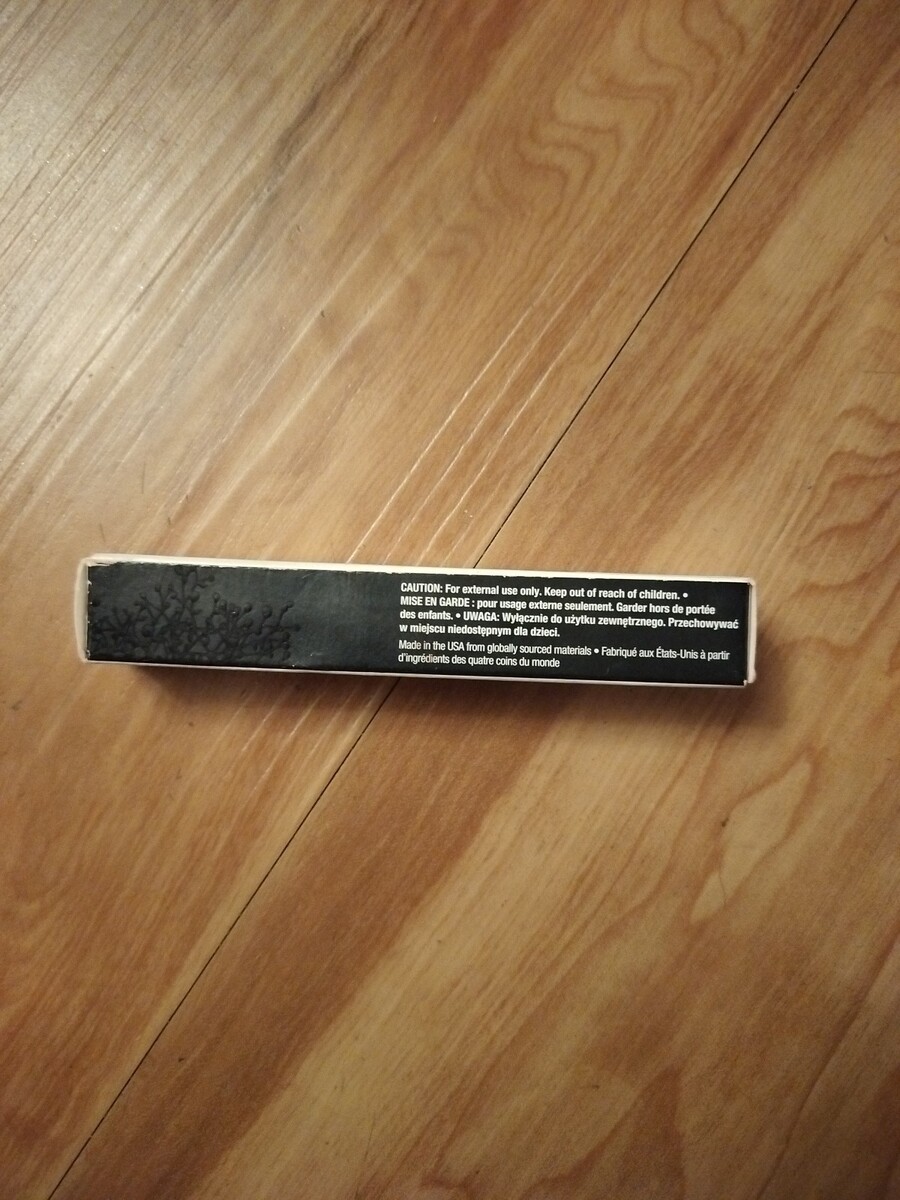 CAUTION: For external use only. Keep out of reach of children. •
MISE EN GARDE : pour usage externe seulement. Garder hors de portée
des enfants. • UWAGA: Wyłącznie do użytku zewnętrznego. Przechowywać
w miejscu niedostępnym dla dzieci.
Made in the USA from globally sourced materials • Fabriqué aux États-Unis à partir
d'ingrédients des quatre coins du monde